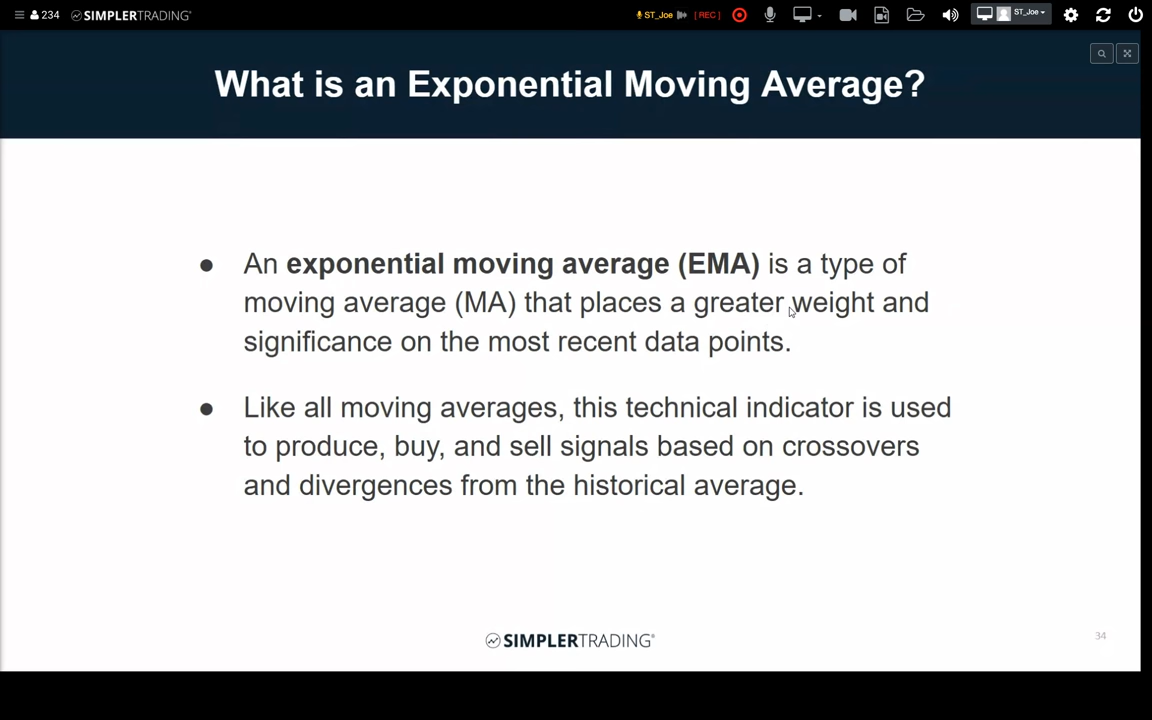 234 SIMPLERTRADING® ST_Joe [ REC ] ST_Joe
What is an Exponential Moving Average?
● An exponential moving average (EMA) is a type of
moving average (MA) that places a greater weight and
significance on the most recent data points.
● Like all moving averages, this technical indicator is used
to produce, buy, and sell signals based on crossovers
and divergences from the historical average.
SIMPLERTRADING®
34